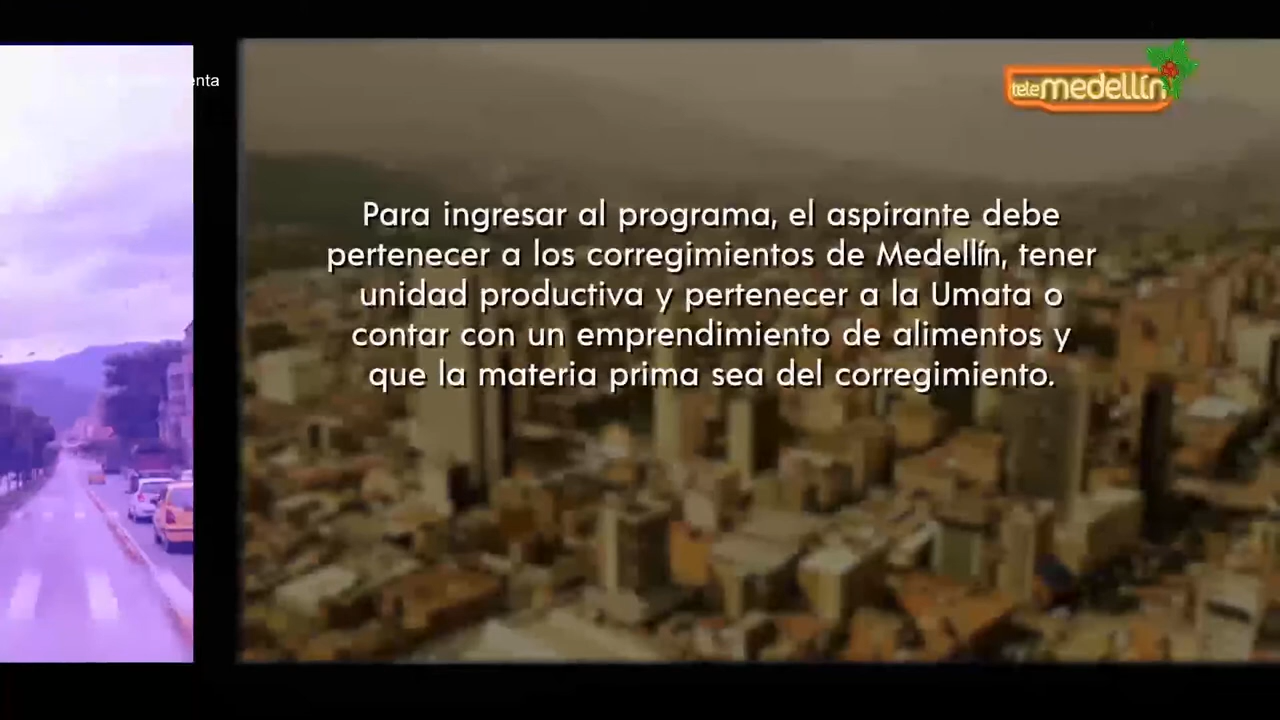 telemedellín
Para ingresar al programa, el aspirante debe
pertenecer a los corregimientos de Medellín, tener
unidad productiva y pertenecer a la Umata o
contar con un emprendimiento de alimentos y
que la materia prima sea del corregimiento.